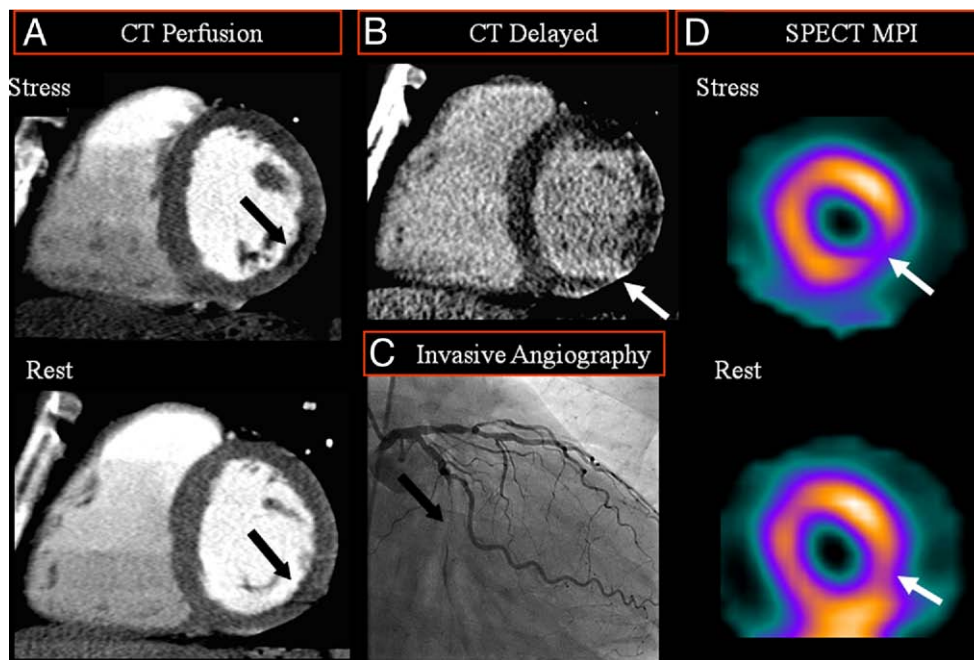 A CT Perfusion
B CT Delayed
D SPECT MPI
Stress
Stress
C Invasive Angiography
Rest
Rest